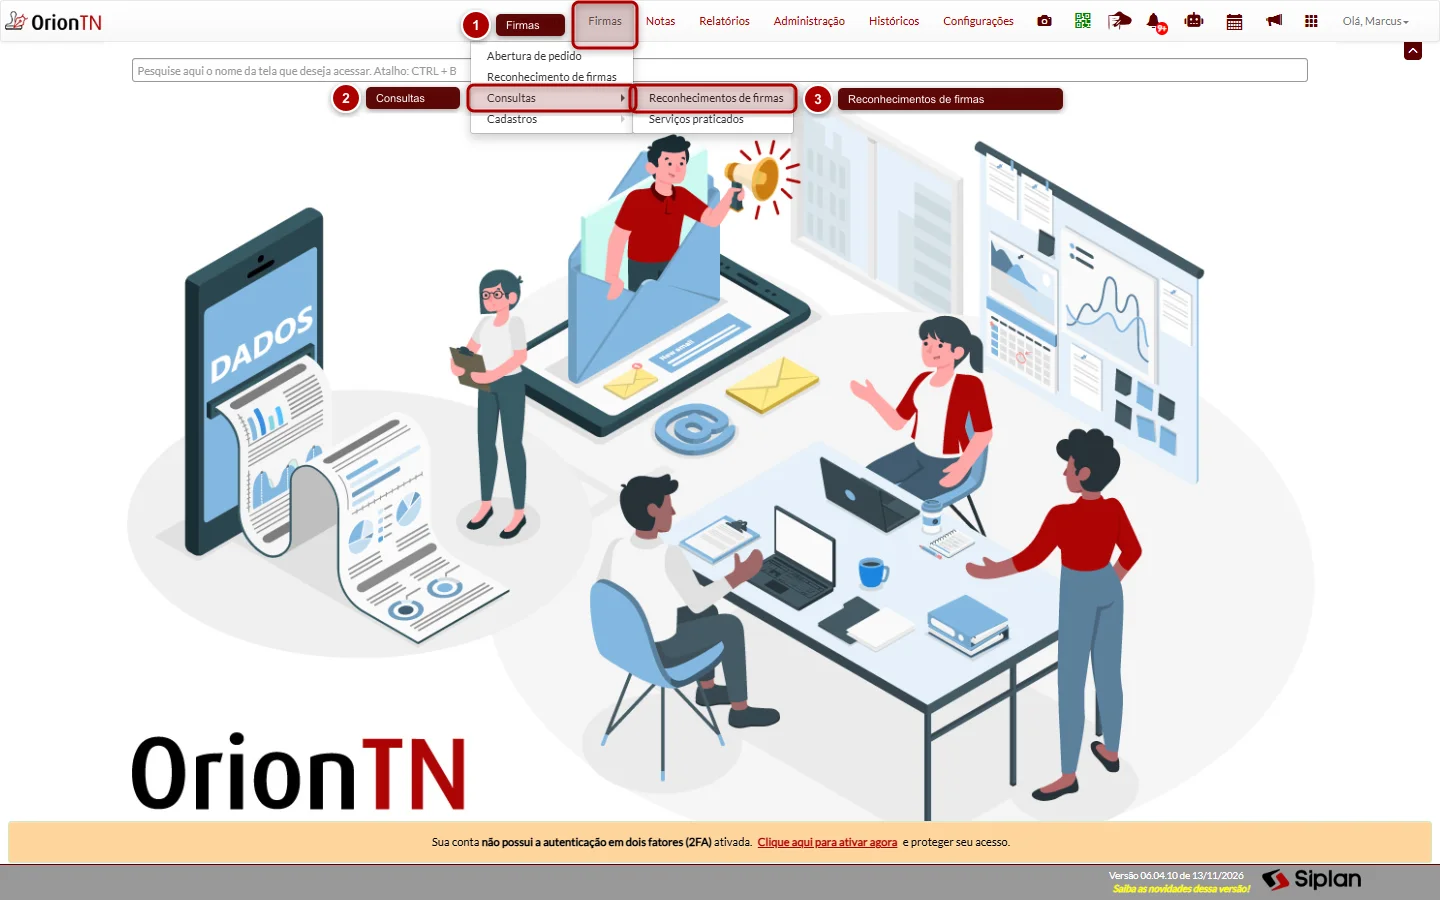 OrionTN
1
Firmas
Firmas
Notas
Relatórios
Administração
Históricos
Configurações
9+
Olá, Marcus
Pesquise aqui o nome da tela que deseja acessar. Atalho: CTRL + B
Abertura de pedido
Reconhecimento de firmas
2
Consultas
Consultas
Reconhecimentos de firmas
3
Reconhecimentos de firmas
Cadastros
Serviços praticados
DADOS
New email
@
OrionTN
Sua conta não possui a autenticação em dois fatores (2FA) ativada. Clique aqui para ativar agora e proteger seu acesso.
Versão 06.04.10 de 13/11/2026
Saiba as novidades dessa versão!
Siplan